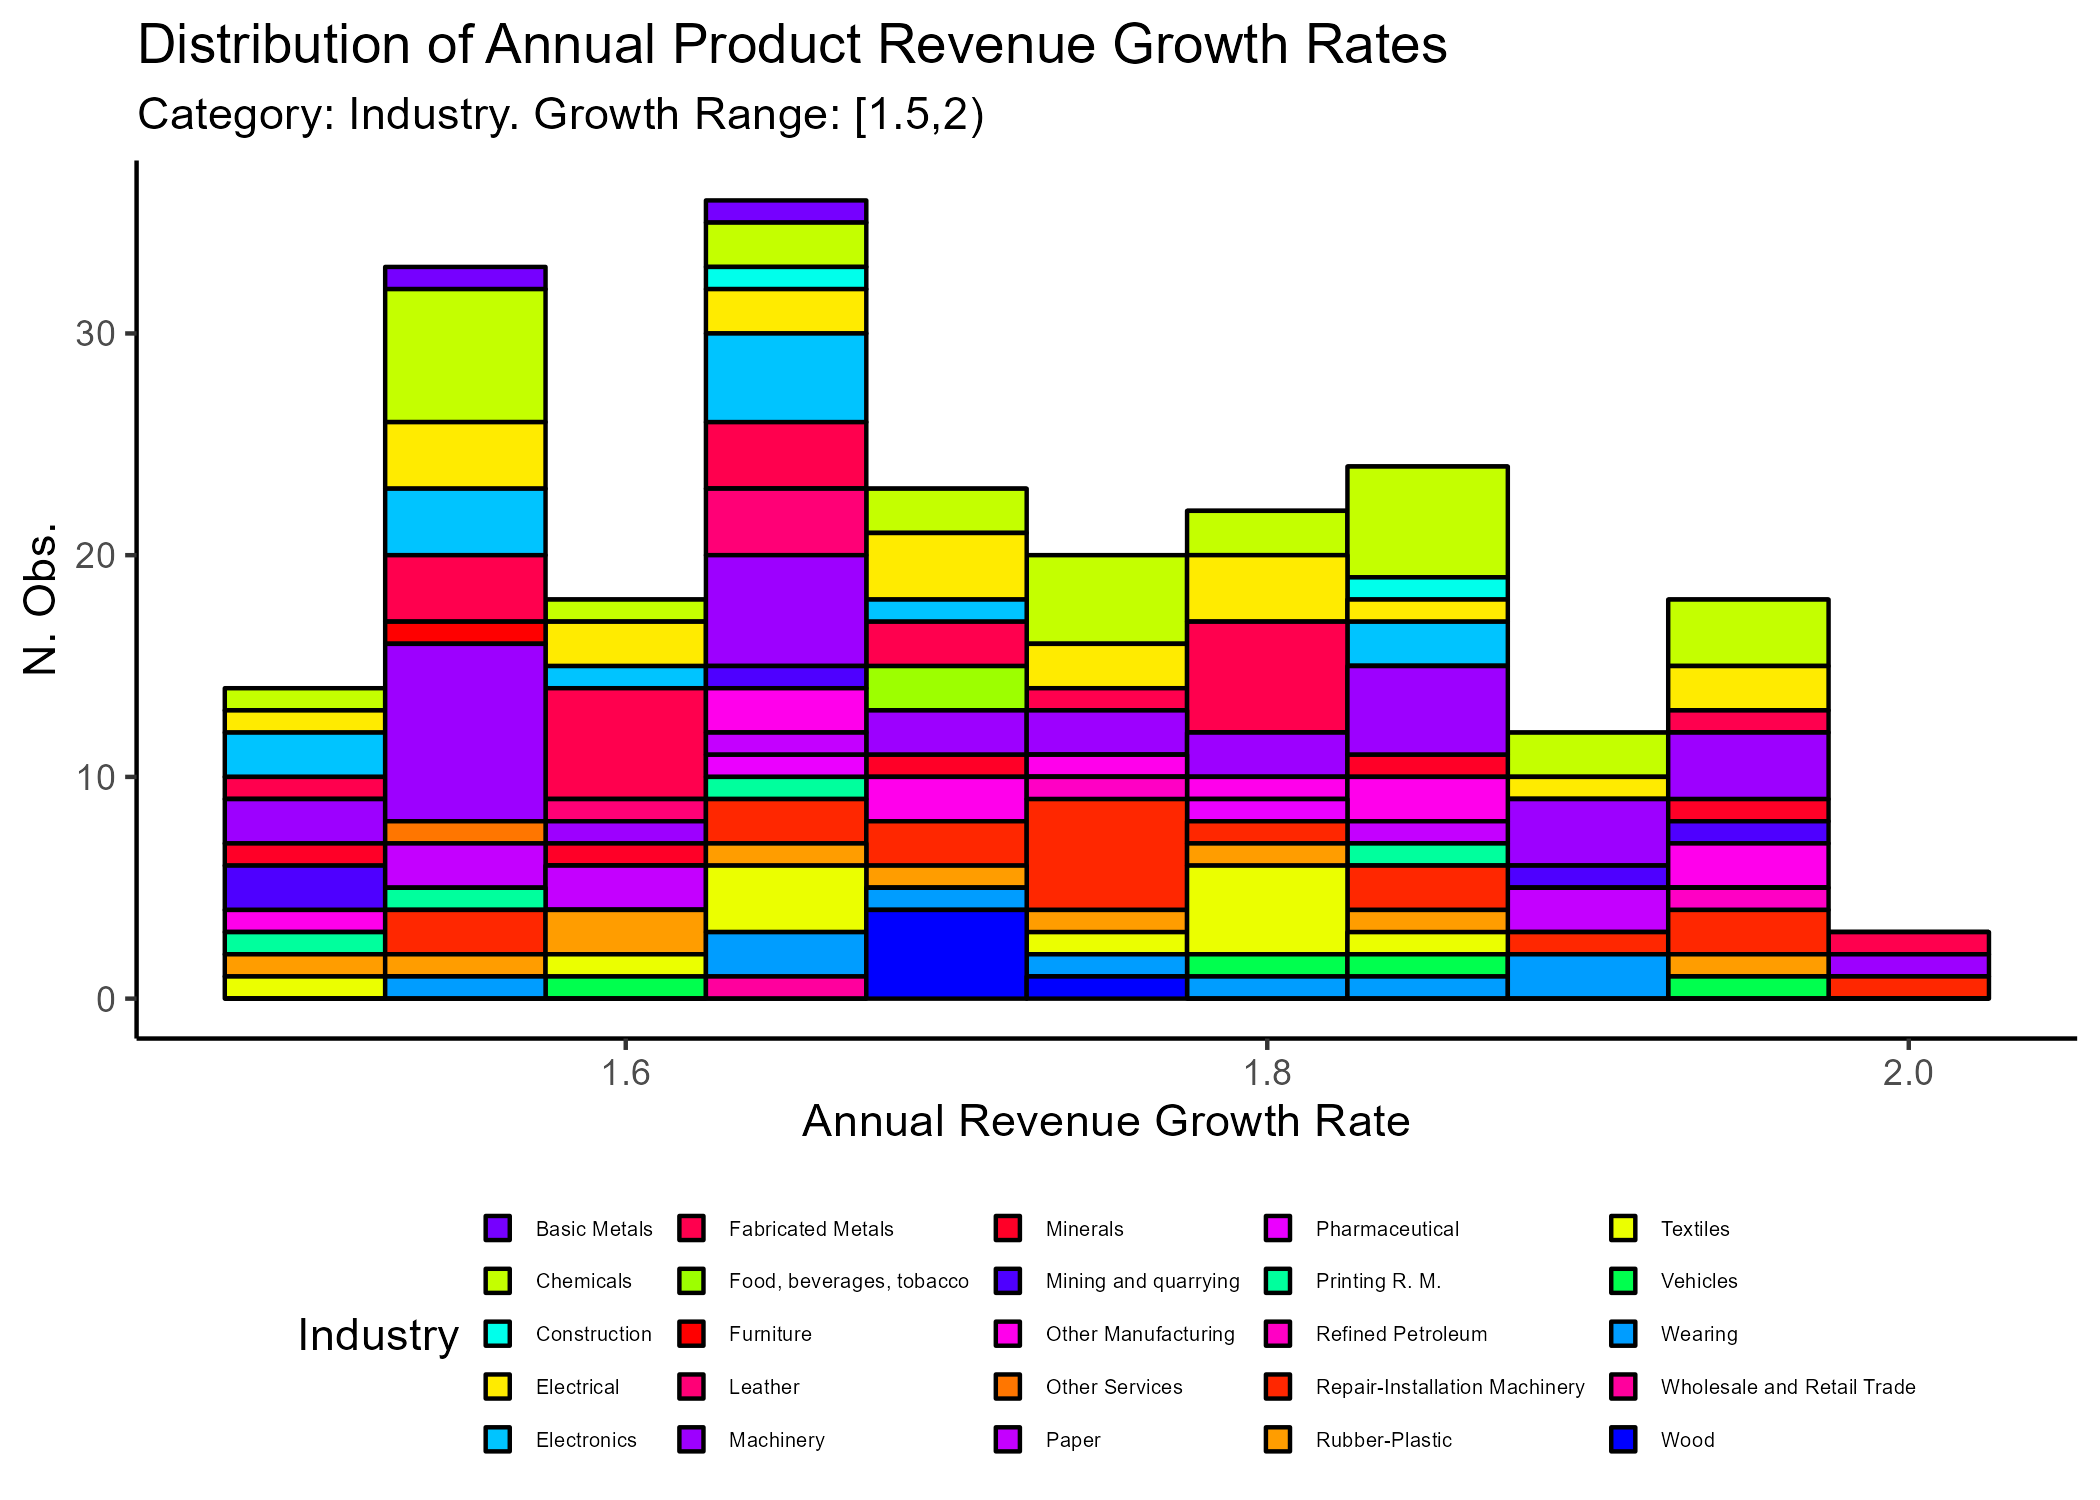 Distribution of Annual Product Revenue Growth Rates
Category: Industry. Growth Range: [1.5,2)
N. Obs.
30
20
10
0
1.6 1.8 2.0
Annual Revenue Growth Rate
Industry
Basic Metals Fabricated Metals Minerals Pharmaceutical Textiles
Chemicals Food, beverages, tobacco Mining and quarrying Printing R. M. Vehicles
Construction Furniture Other Manufacturing Refined Petroleum Wearing
Electrical Leather Other Services Repair-Installation Machinery Wholesale and Retail Trade
Electronics Machinery Paper Rubber-Plastic Wood